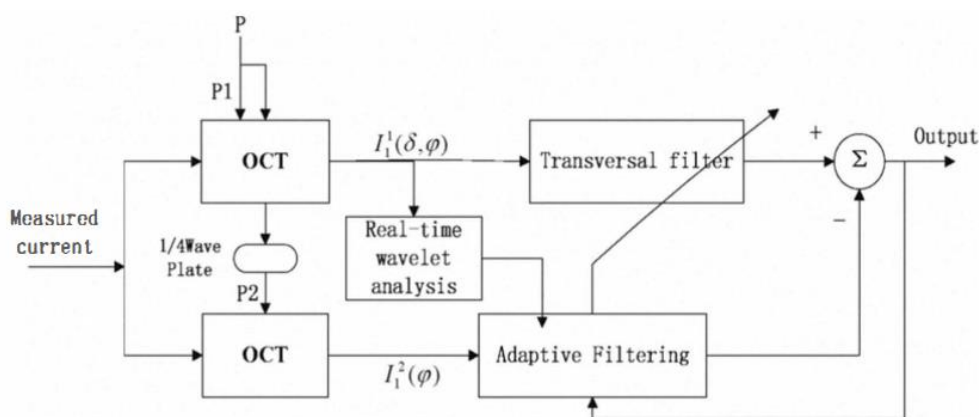 P
P1
OCT
I₁¹(δ,φ)
Transversal filter
+
Σ
Output
Measured
current
1/4Wave
Plate
Real-time
wavelet
analysis
−
P2
OCT
I₁²(φ)
Adaptive Filtering